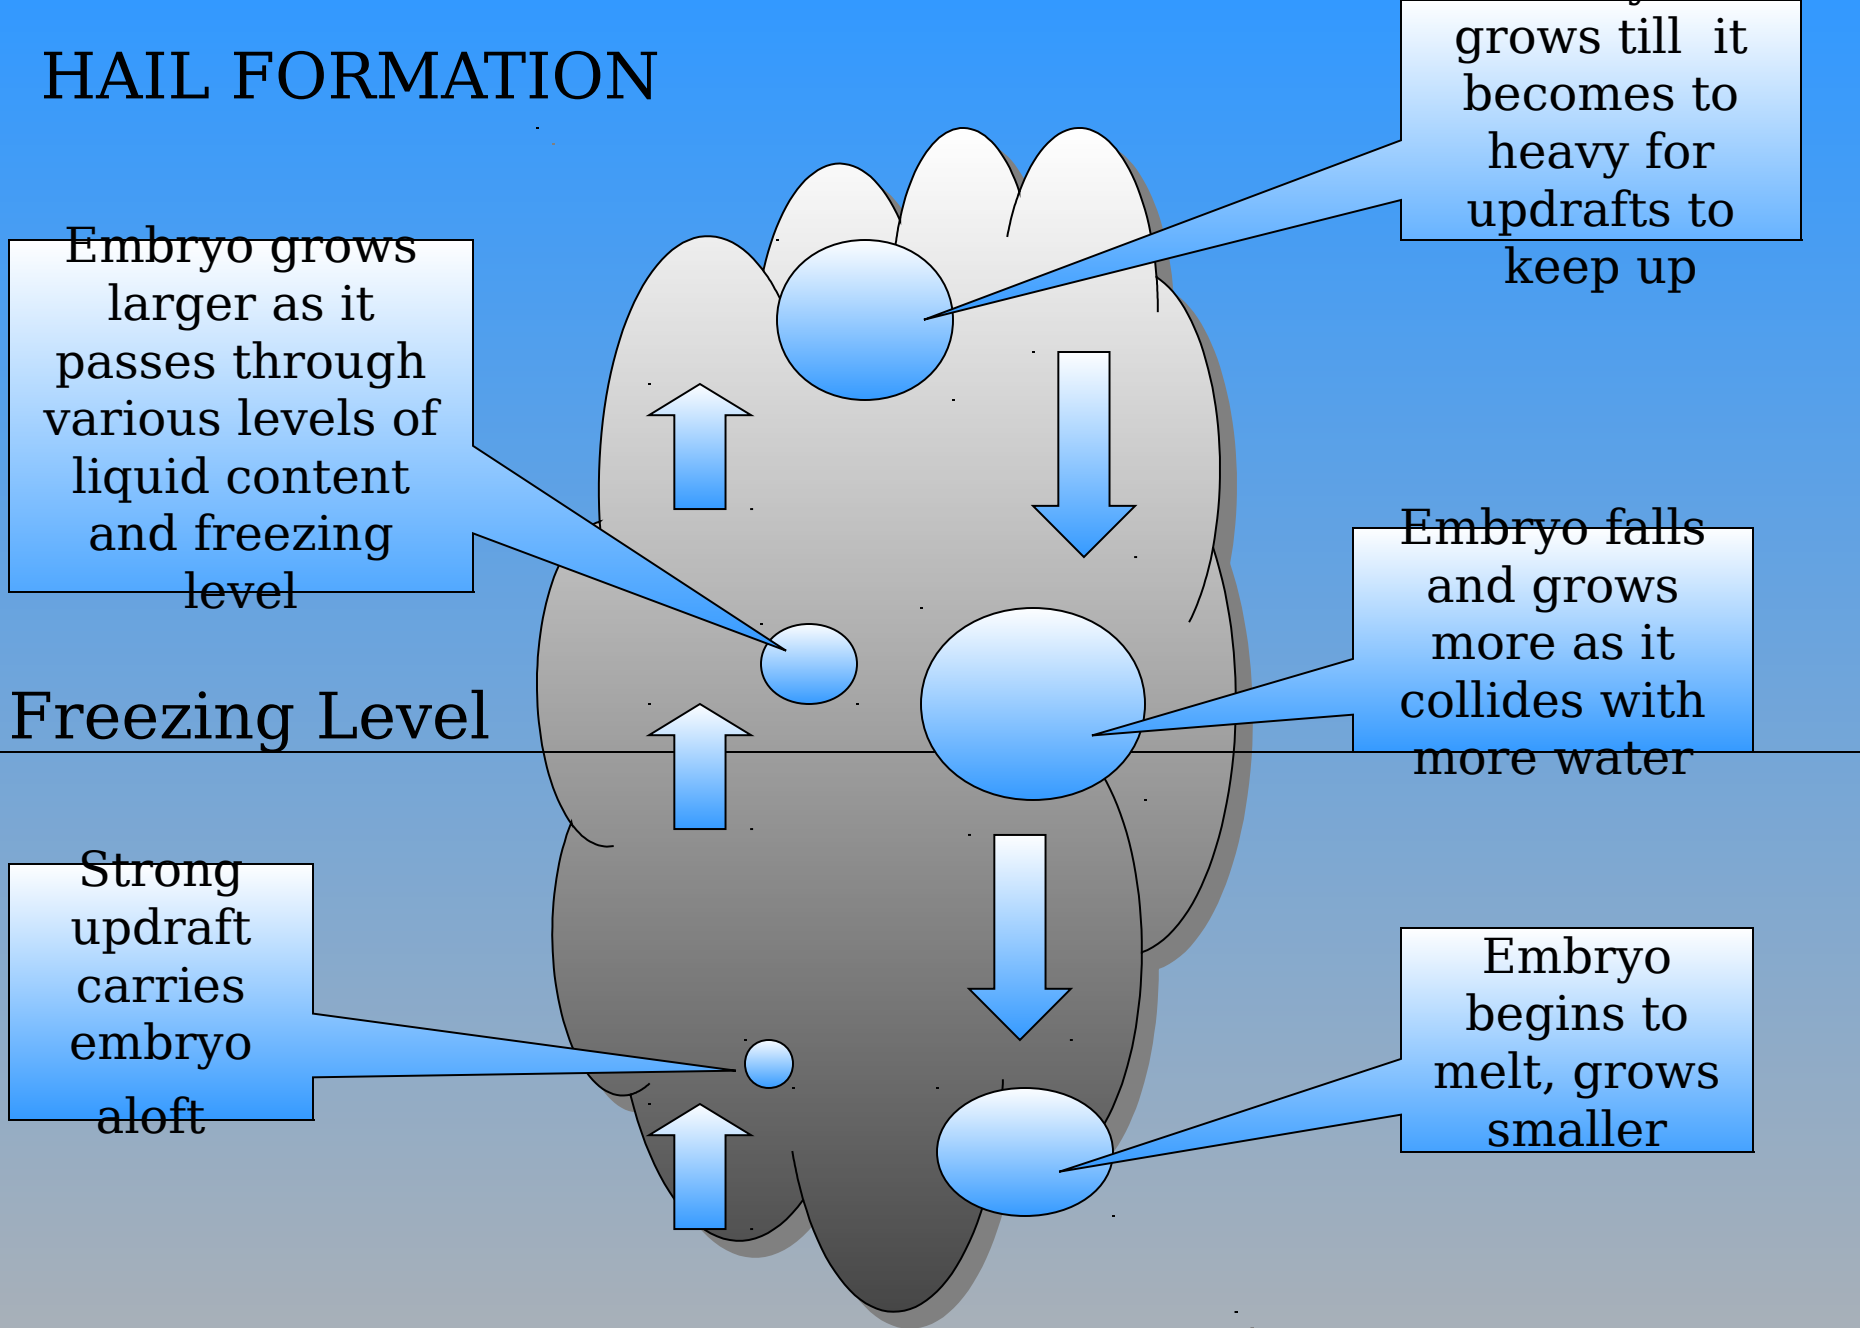 HAIL FORMATION
grows till it
becomes to
heavy for
updrafts to
keep up
Embryo grows
larger as it
passes through
various levels of
liquid content
and freezing
level
Embryo falls
and grows
more as it
collides with
more water
Freezing Level
Strong
updraft
carries
embryo
aloft
Embryo
begins to
melt, grows
smaller